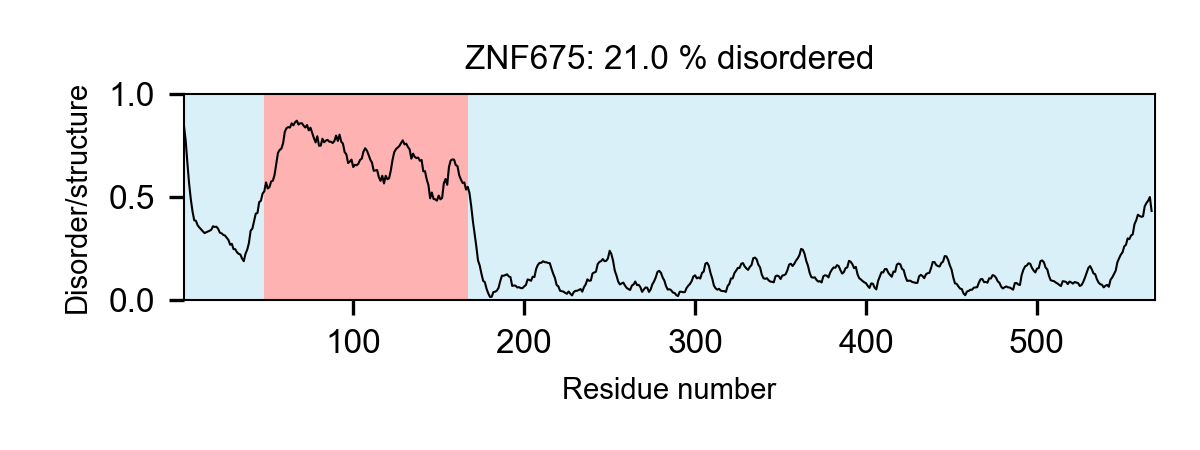 ZNF675: 21.0 % disordered
1.0
0.5
0.0
Disorder/structure
100 200 300 400 500
Residue number